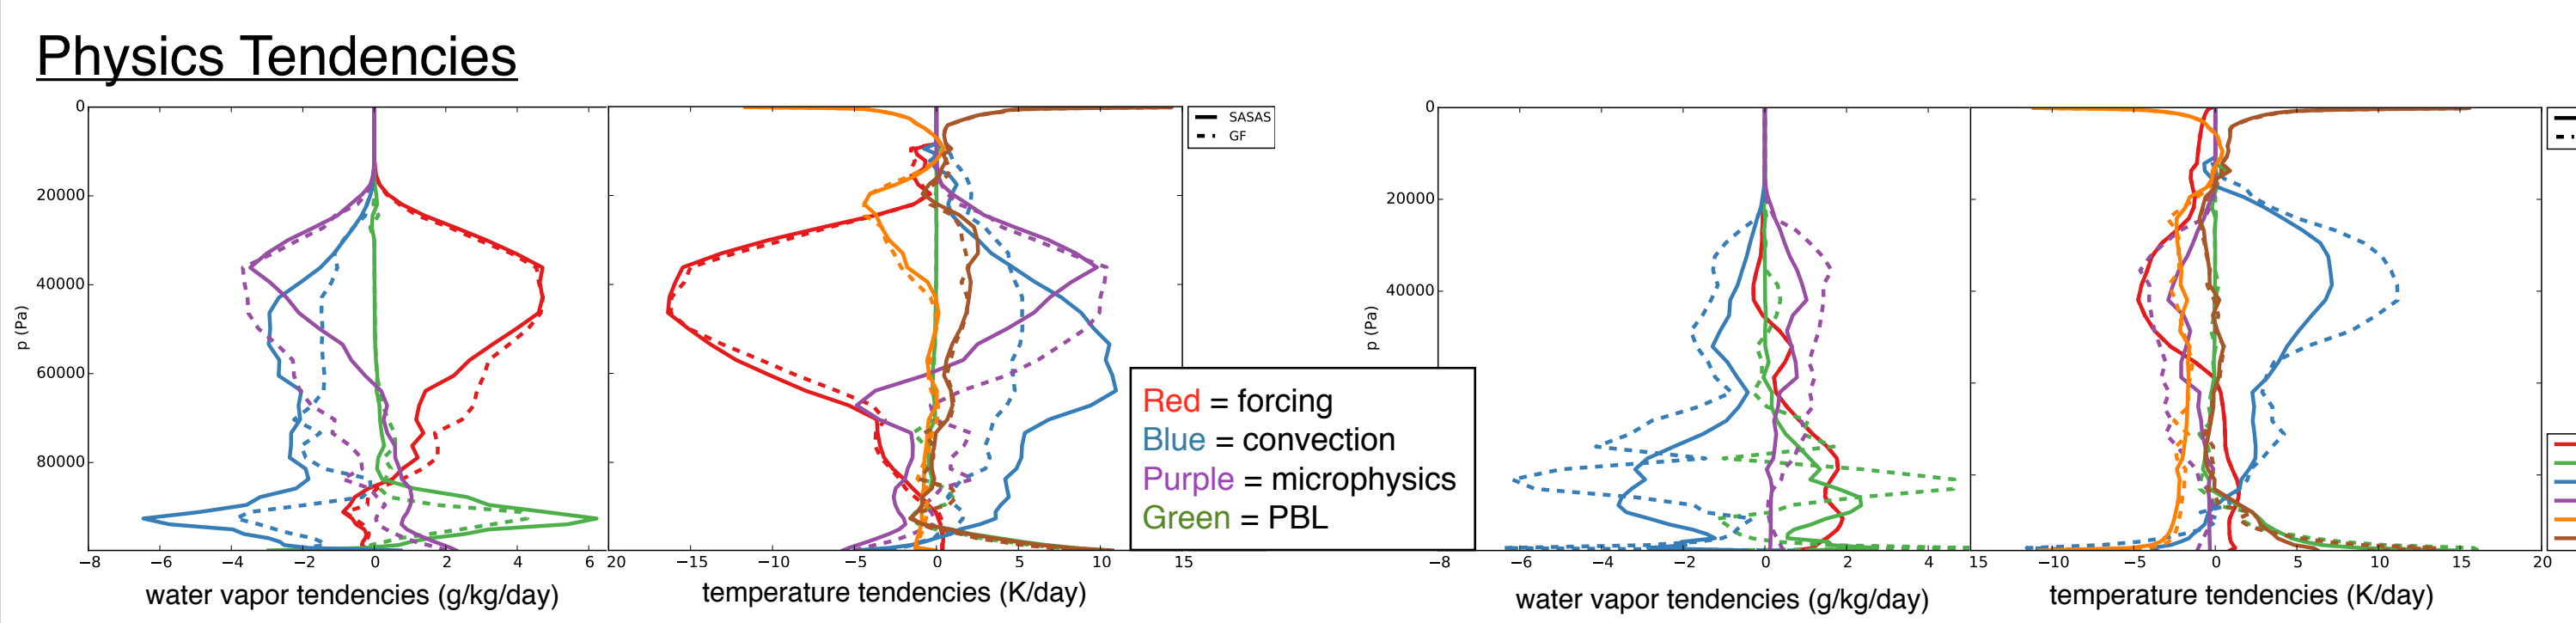 Physics Tendencies
0
20000
40000
60000
80000
p (Pa)
−8 −6 −4 −2 0 2 4 6
water vapor tendencies (g/kg/day)
20 −15 −10 −5 0 5 10 15
temperature tendencies (K/day)
SASAS
GF
Red = forcing
Blue = convection
Purple = microphysics
Green = PBL
0
20000
40000
p (Pa)
−8 −6 −4 −2 0 2 4
water vapor tendencies (g/kg/day)
15 −10 −5 0 5 10 15 20
temperature tendencies (K/day)